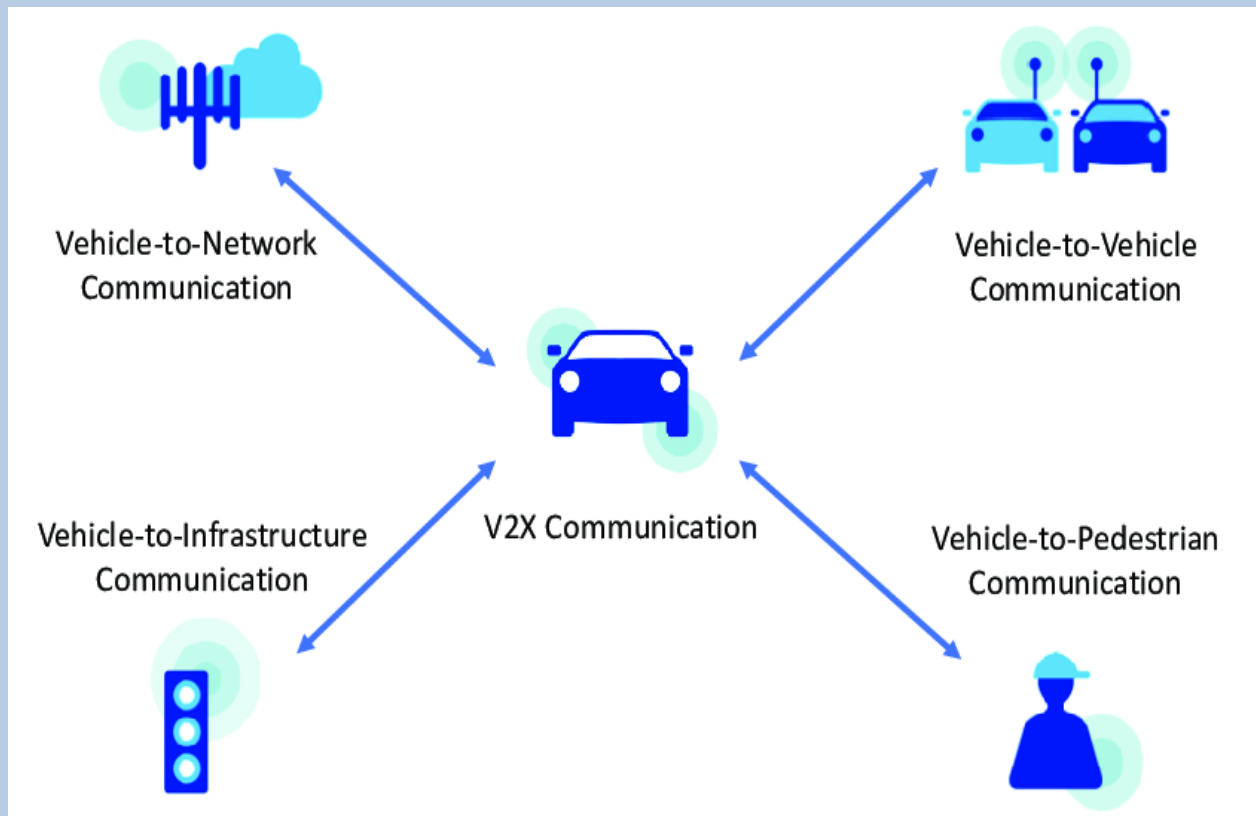 Vehicle-to-Network
Communication
Vehicle-to-Vehicle
Communication
V2X Communication
Vehicle-to-Infrastructure
Communication
Vehicle-to-Pedestrian
Communication